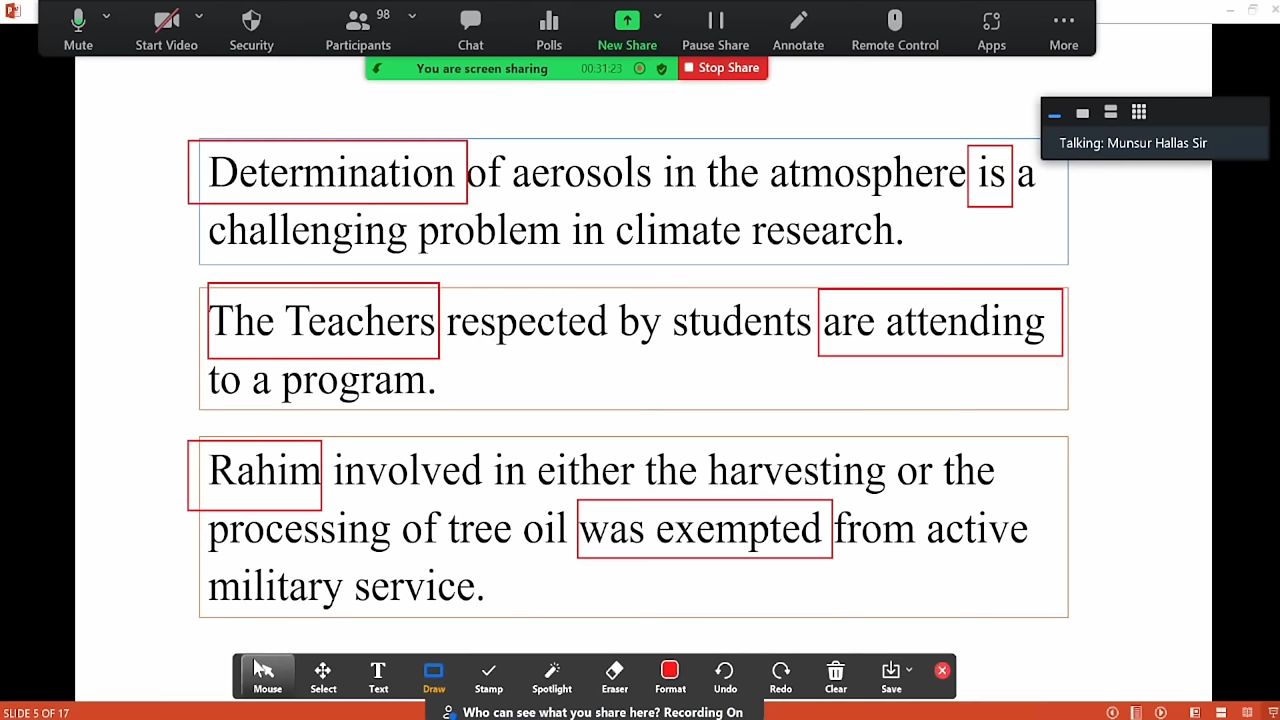 98
Mute
Start Video
Security
Participants
Chat
Polls
New Share
Pause Share
Annotate
Remote Control
Apps
More
You are screen sharing
00:31:23
Stop Share
Talking: Munsur Hallas Sir
Determination of aerosols in the atmosphere is a
challenging problem in climate research.
The Teachers respected by students are attending
to a program.
Rahim involved in either the harvesting or the
processing of tree oil was exempted from active
military service.
Mouse
Select
Text
Draw
Stamp
Spotlight
Eraser
Format
Undo
Redo
Clear
Save
Who can see what you share here? Recording On
SLIDE 5 OF 17